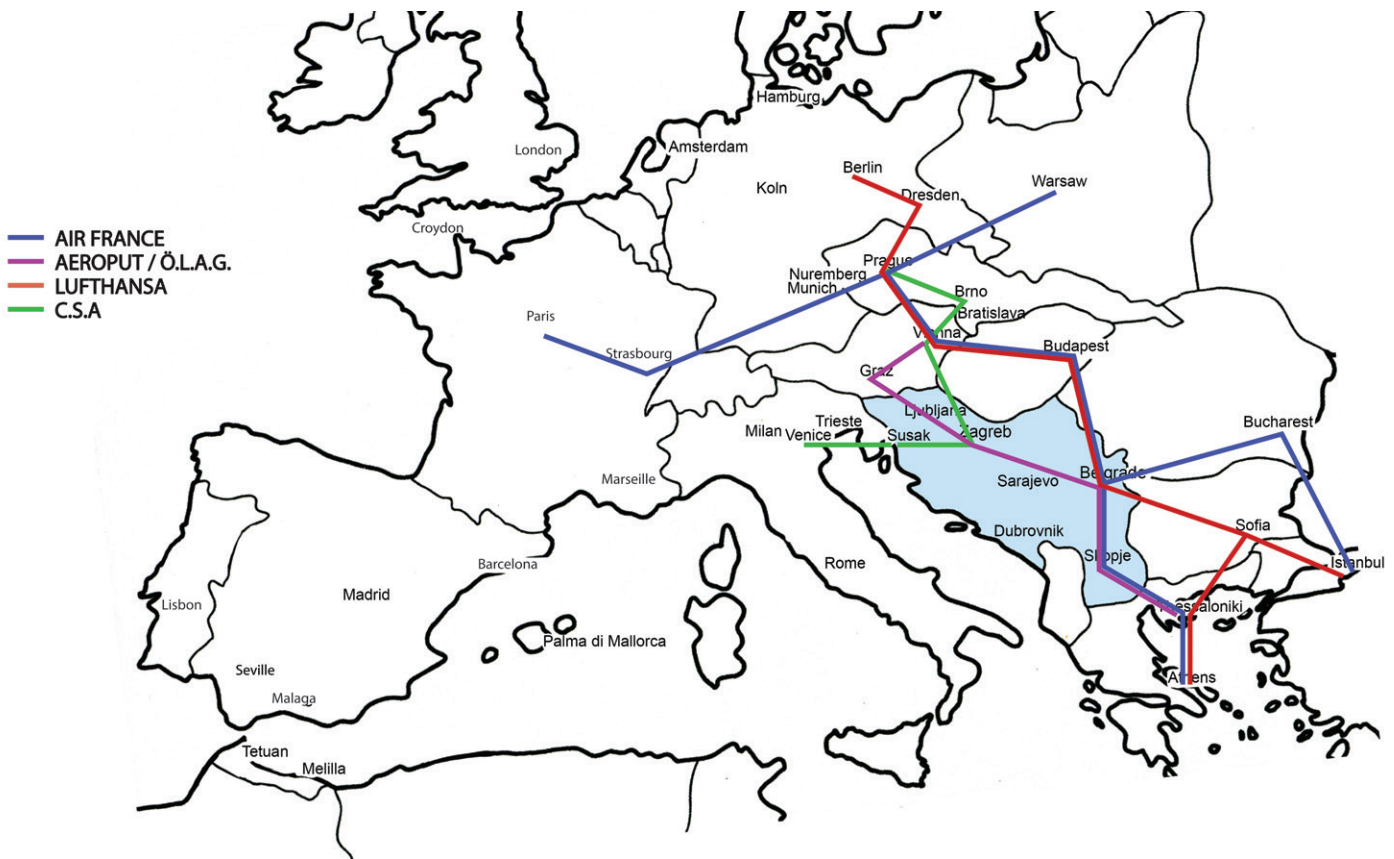 Hamburg
London
Amsterdam
Berlin
Koln
Warsaw
Dresden
Croydon
AIR FRANCE
AEROPUT / Ö.L.A.G.
LUFTHANSA
C.S.A
Prague
Nuremberg
Munich
Brno
Bratislava
Paris
Vienna
Strasbourg
Budapest
Graz
Ljubljana
Trieste
Milan
Venice
Susak
Zagreb
Bucharest
Marseille
Belgrade
Sarajevo
Sofia
Dubrovnik
Skopje
Istanbul
Barcelona
Rome
Madrid
Lisbon
Thessaloniki
Palma di Mallorca
Seville
Athens
Malaga
Tetuan
Melilla